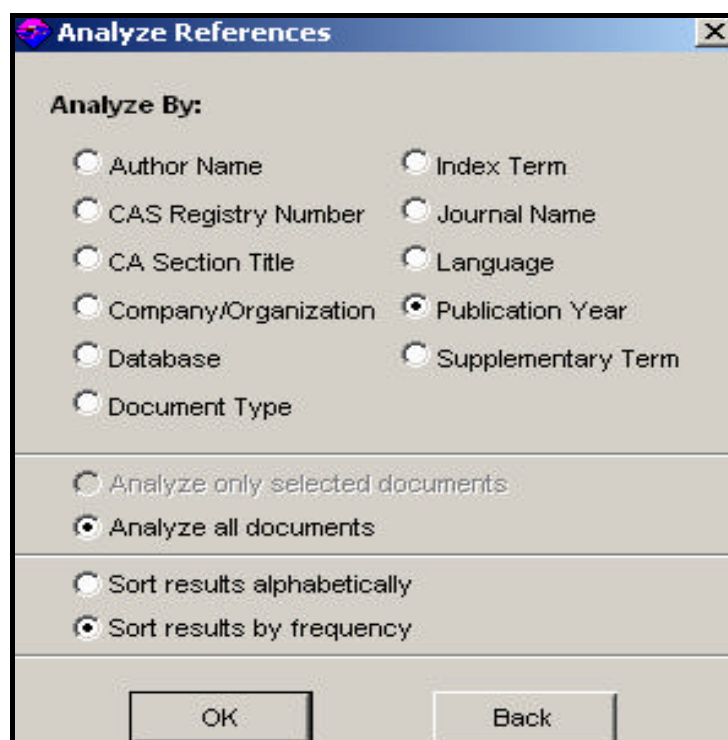 Analyze References
Analyze By:
Author Name
Index Term
CAS Registry Number
Journal Name
CA Section Title
Language
Company/Organization
Publication Year
Database
Supplementary Term
Document Type
Analyze only selected documents
Analyze all documents
Sort results alphabetically
Sort results by frequency
OK
Back